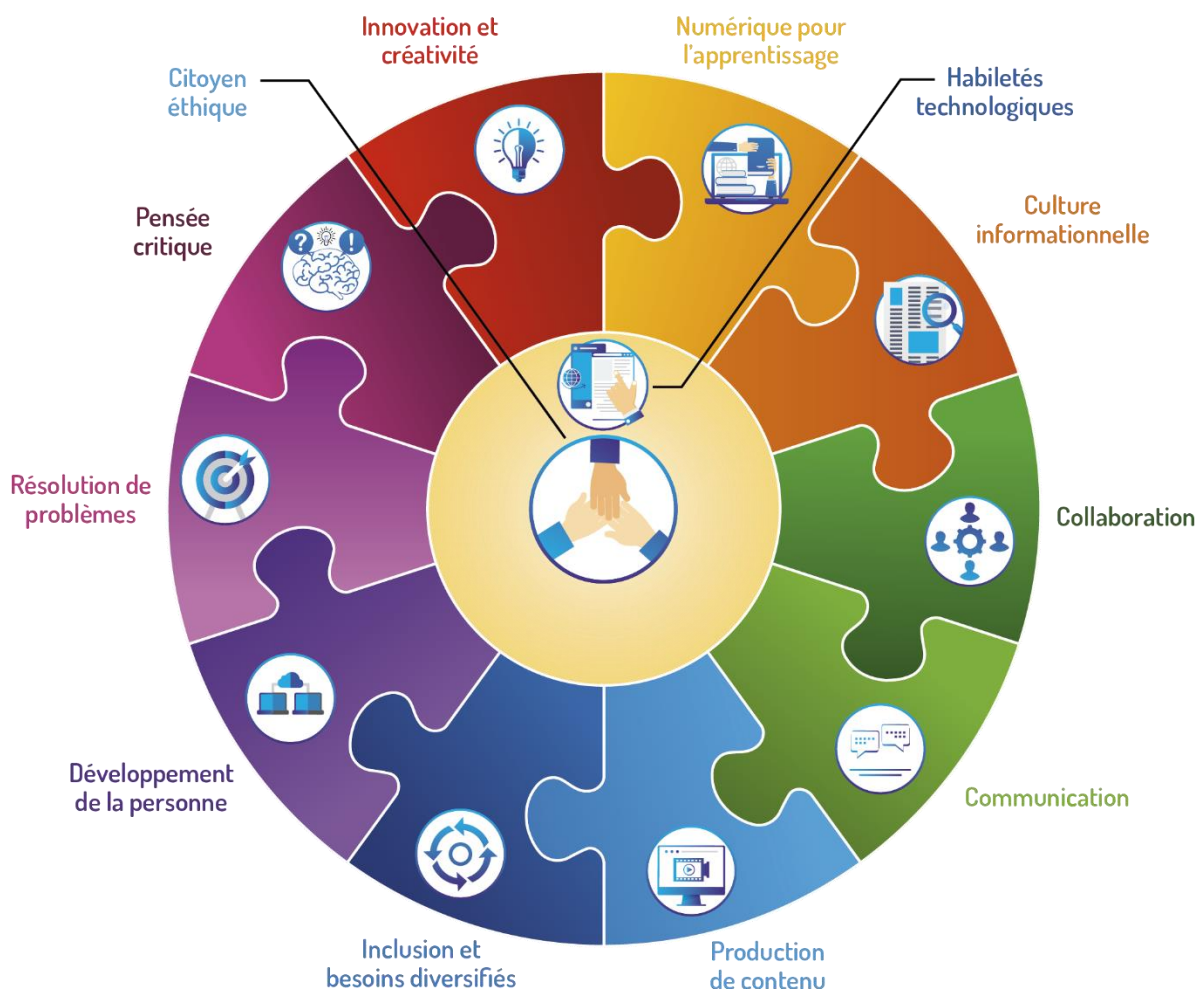 Innovation et
créativité
Numérique pour
l'apprentissage
Citoyen
éthique
Habiletés
technologiques
Pensée
critique
?
!
Culture
informationnelle
Résolution de
problèmes
Collaboration
Développement
de la personne
Communication
Inclusion et
besoins diversifiés
Production
de contenu